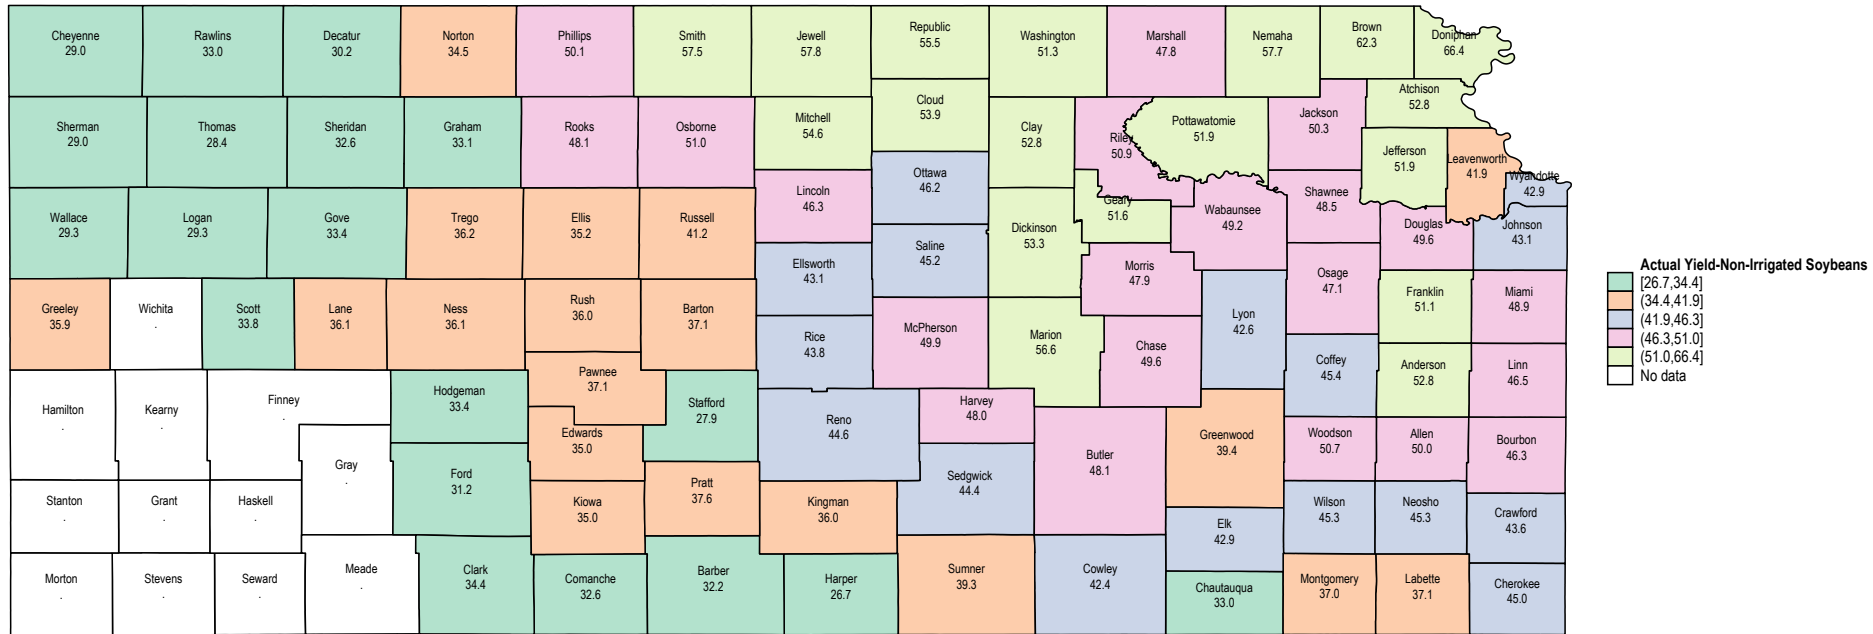 Cheyenne
29.0
Rawlins
33.0
Decatur
30.2
Norton
34.5
Phillips
50.1
Smith
57.5
Jewell
57.8
Republic
55.5
Washington
51.3
Marshall
47.8
Nemaha
57.7
Brown
62.3
Doniphan
66.4
Sherman
29.0
Thomas
28.4
Sheridan
32.6
Graham
33.1
Rooks
48.1
Osborne
51.0
Mitchell
54.6
Cloud
53.9
Clay
52.8
Riley
50.9
Pottawatomie
51.9
Jackson
50.3
Atchison
52.8
Jefferson
51.9
Leavenworth
41.9
Wyandotte
42.9
Wallace
29.3
Logan
29.3
Gove
33.4
Trego
36.2
Ellis
35.2
Russell
41.2
Lincoln
46.3
Ottawa
46.2
Saline
45.2
Dickinson
53.3
Geary
51.6
Wabaunsee
49.2
Shawnee
48.5
Douglas
49.6
Johnson
43.1
Ellsworth
43.1
Morris
47.9
Osage
47.1
Franklin
51.1
Miami
48.9
Greeley
35.9
Wichita
.
Scott
33.8
Lane
36.1
Ness
36.1
Rush
36.0
Barton
37.1
Rice
43.8
McPherson
49.9
Marion
56.6
Chase
49.6
Lyon
42.6
Coffey
45.4
Anderson
52.8
Linn
46.5
Hamilton
.
Kearny
.
Finney
.
Hodgeman
33.4
Pawnee
37.1
Stafford
27.9
Reno
44.6
Harvey
48.0
Butler
48.1
Greenwood
39.4
Woodson
50.7
Allen
50.0
Bourbon
46.3
Gray
.
Ford
31.2
Edwards
35.0
Pratt
37.6
Kiowa
35.0
Kingman
36.0
Sedgwick
44.4
Elk
42.9
Wilson
45.3
Neosho
45.3
Crawford
43.6
Stanton
.
Grant
.
Haskell
.
Morton
.
Stevens
.
Seward
.
Meade
.
Clark
34.4
Comanche
32.6
Barber
32.2
Harper
26.7
Sumner
39.3
Cowley
42.4
Chautauqua
33.0
Montgomery
37.0
Labette
37.1
Cherokee
45.0
Actual Yield-Non-Irrigated Soybeans
[26.7,34.4]
(34.4,41.9]
(41.9,46.3]
(46.3,51.0]
(51.0,66.4]
No data